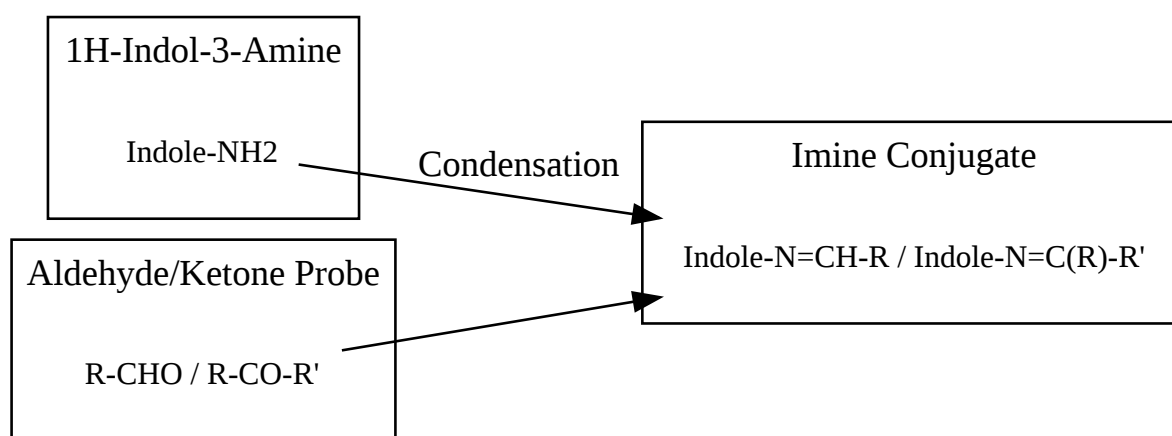 1H-Indol-3-Amine
Indole-NH2
Condensation
Aldehyde/Ketone Probe
R-CHO / R-CO-R'
Imine Conjugate
Indole-N=CH-R / Indole-N=C(R)-R'